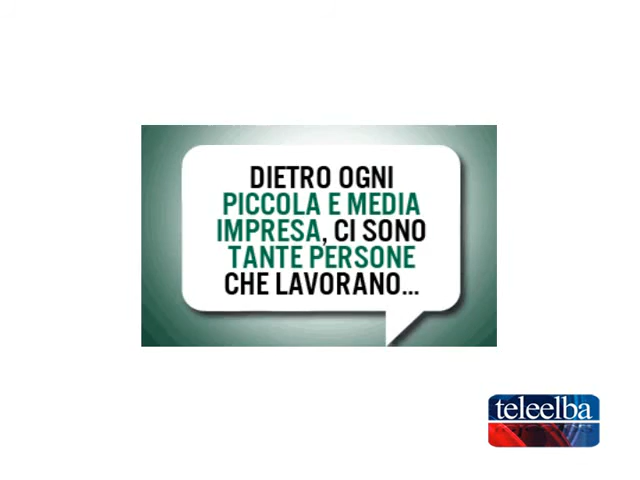 DIETRO OGNI
PICCOLA E MEDIA
IMPRESA, CI SONO
TANTE PERSONE
CHE LAVORANO...
teleelba